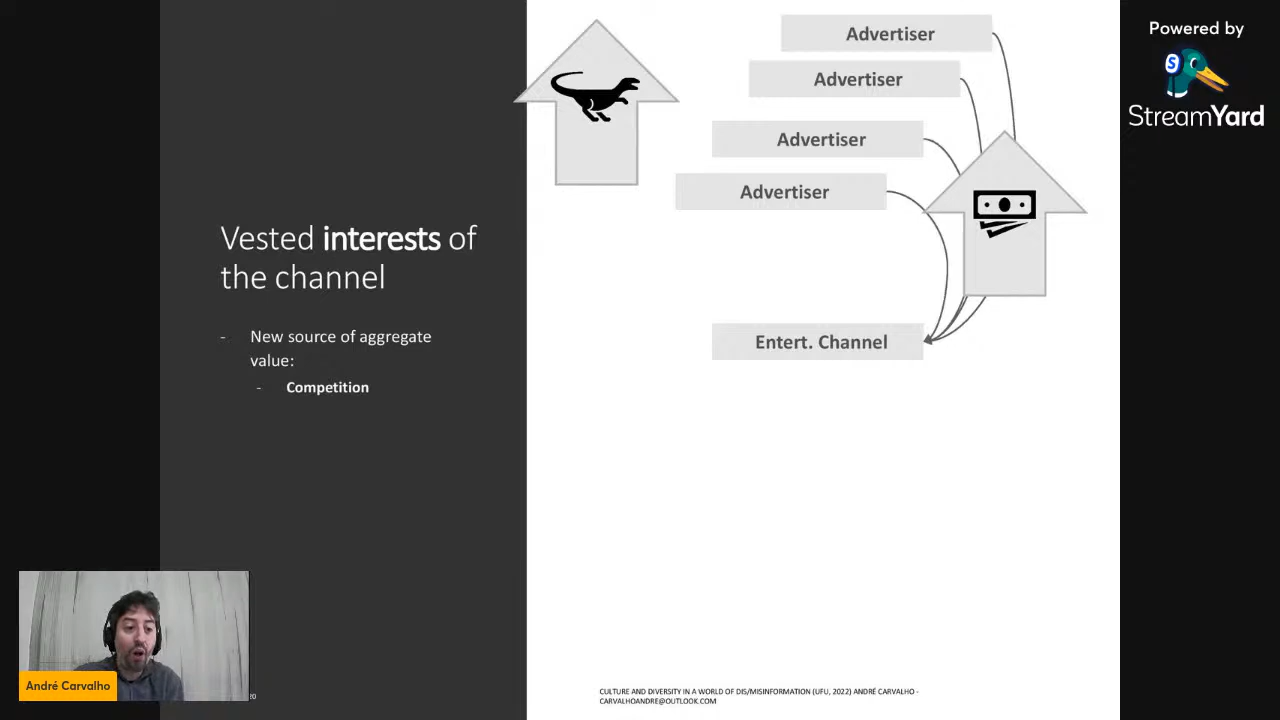 Vested interests of
the channel
- New source of aggregate
value:
- Competition
Advertiser
Advertiser
Advertiser
Advertiser
Entert. Channel
Powered by
S
StreamYard
André Carvalho
20
CULTURE AND DIVERSITY IN A WORLD OF DIS/MISINFORMATION (UFU, 2022) ANDRÉ CARVALHO -
CARVALHOANDRE@OUTLOOK.COM